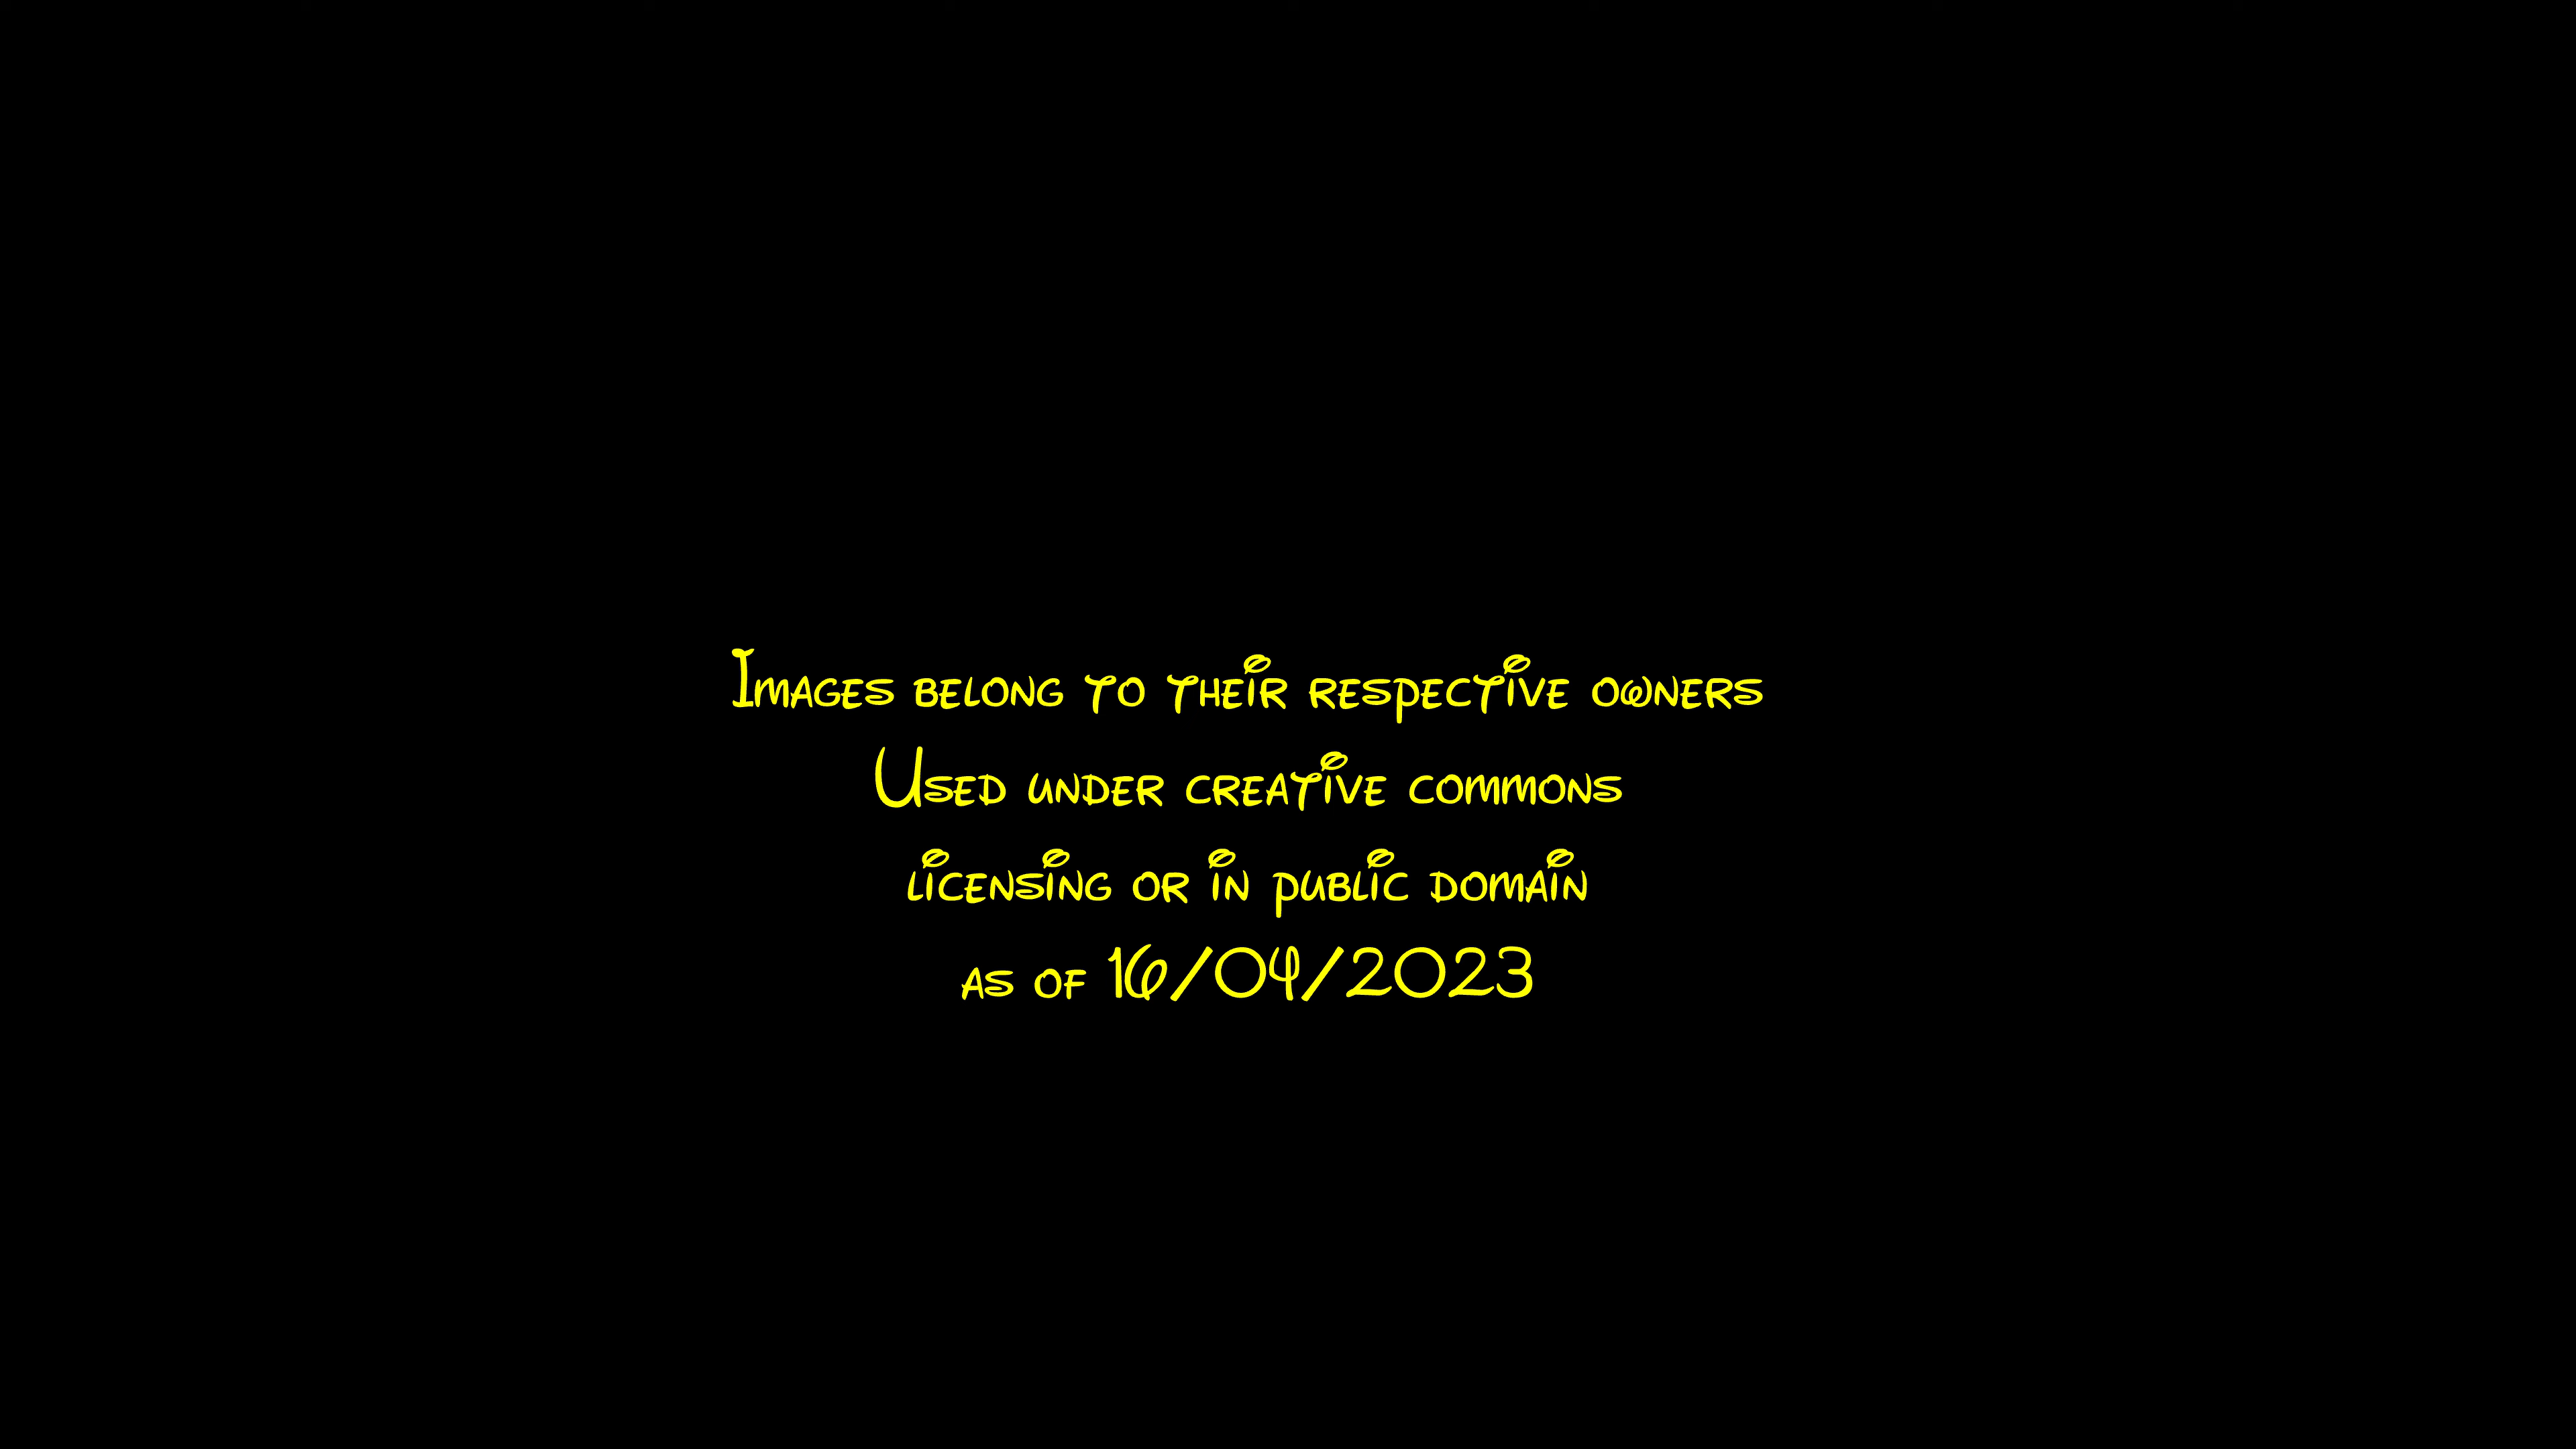 Images belong to their respective owners
Used under creative commons
licensing or in public domain
as of 16/04/2023